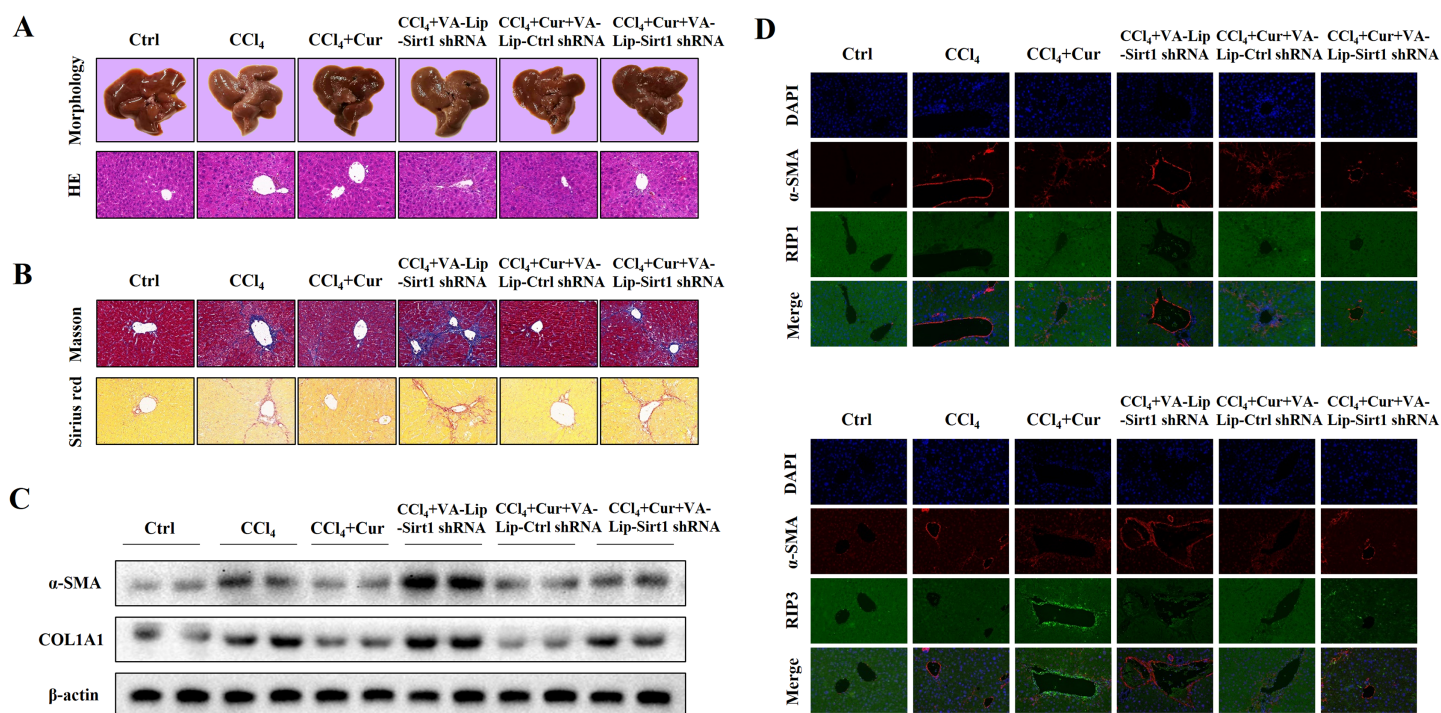 A
Ctrl
CCl₄
CCl₄+Cur
CCl₄+VA-Lip
-Sirt1 shRNA
CCl₄+Cur+VA-
Lip-Ctrl shRNA
CCl₄+Cur+VA-
Lip-Sirt1 shRNA
Morphology
HE
B
Ctrl
CCl₄
CCl₄+Cur
CCl₄+VA-Lip
-Sirt1 shRNA
CCl₄+Cur+VA-
Lip-Ctrl shRNA
CCl₄+Cur+VA-
Lip-Sirt1 shRNA
Masson
Sirius red
C
Ctrl
CCl₄
CCl₄+Cur
CCl₄+VA-Lip
-Sirt1 shRNA
CCl₄+Cur+VA-
Lip-Ctrl shRNA
CCl₄+Cur+VA-
Lip-Sirt1 shRNA
α-SMA
COL1A1
β-actin
D
Ctrl
CCl₄
CCl₄+Cur
CCl₄+VA-Lip
-Sirt1 shRNA
CCl₄+Cur+VA-
Lip-Ctrl shRNA
CCl₄+Cur+VA-
Lip-Sirt1 shRNA
DAPI
α-SMA
RIP1
Merge
Ctrl
CCl₄
CCl₄+Cur
CCl₄+VA-Lip
-Sirt1 shRNA
CCl₄+Cur+VA-
Lip-Ctrl shRNA
CCl₄+Cur+VA-
Lip-Sirt1 shRNA
DAPI
α-SMA
RIP3
Merge